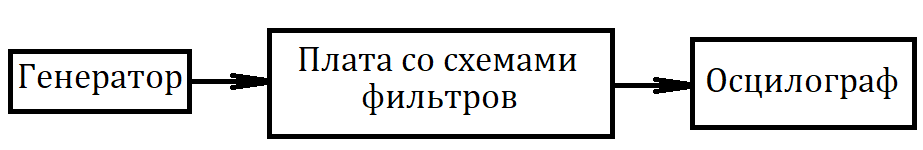 Генератор
Плата со схемами
фильтров
Осцилограф